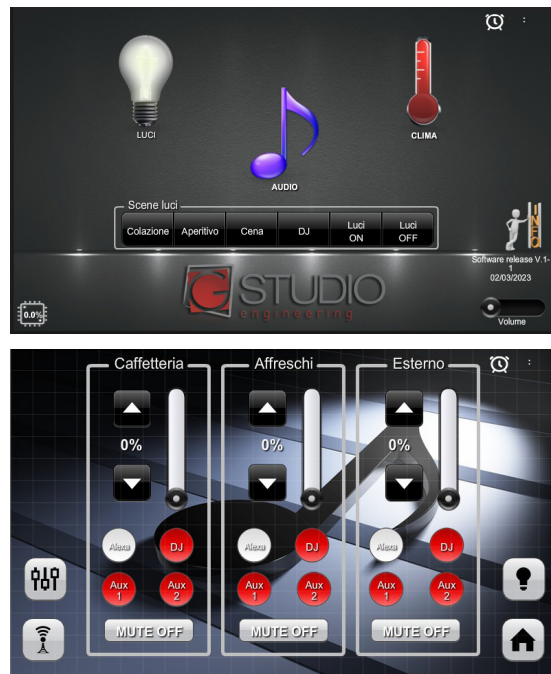 :
LUCI
CLIMA
AUDIO
Scene luci
Colazione Aperitivo Cena DJ Luci ON Luci OFF
INFO
Software release V.1-
1
02/03/2023
G STUDIO
engineering
0.0%
Volume
Caffetteria Affreschi Esterno :
0% 0% 0%
Alexa DJ Alexa DJ Alexa DJ
Aux 1 Aux 2 Aux 1 Aux 2 Aux 1 Aux 2
MUTE OFF MUTE OFF MUTE OFF